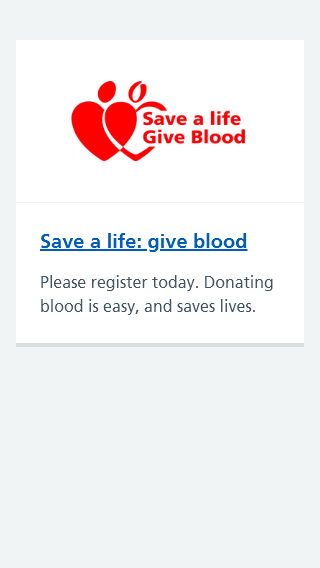 Save a life
Give Blood
Save a life: give blood
Please register today. Donating
blood is easy, and saves lives.